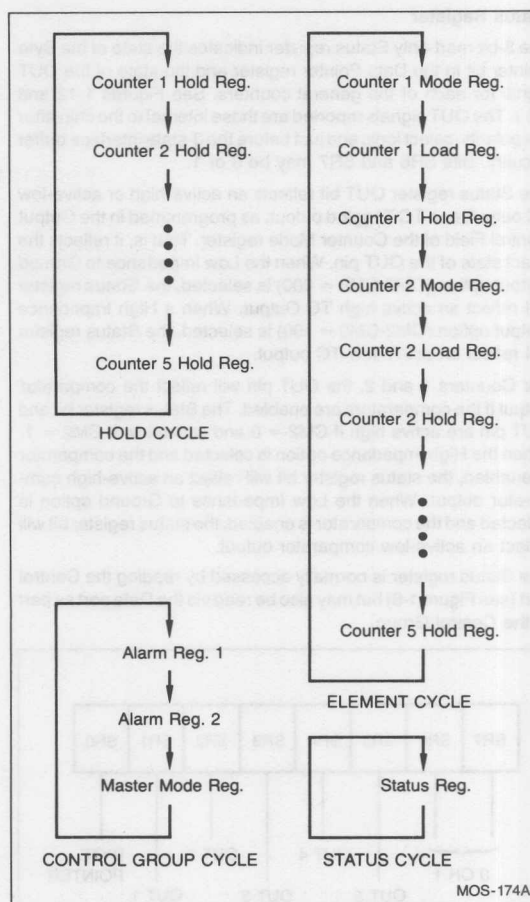 Counter 1 Hold Reg.
Counter 2 Hold Reg.
Counter 5 Hold Reg.
HOLD CYCLE
Counter 1 Mode Reg.
Counter 1 Load Reg.
Counter 1 Hold Reg.
Counter 2 Mode Reg.
Counter 2 Load Reg.
Counter 2 Hold Reg.
Counter 5 Hold Reg.
ELEMENT CYCLE
Alarm Reg. 1
Alarm Reg. 2
Master Mode Reg.
CONTROL GROUP CYCLE
Status Reg.
STATUS CYCLE
MOS-174A